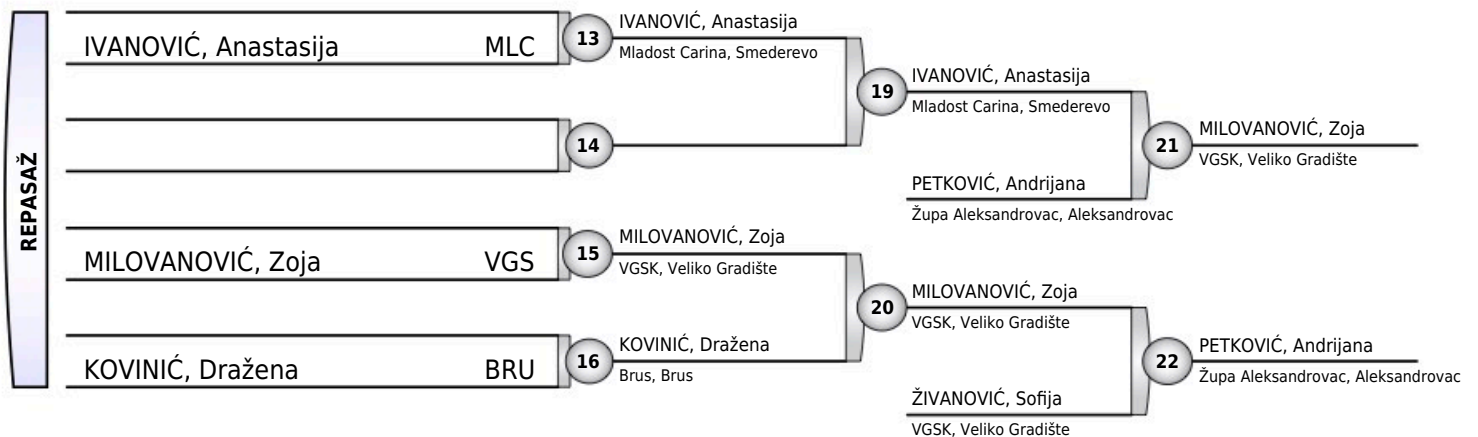 REPASAŽ
IVANOVIĆ, Anastasija MLC
13
IVANOVIĆ, Anastasija
Mladost Carina, Smederevo
14
19
IVANOVIĆ, Anastasija
Mladost Carina, Smederevo
PETKOVIĆ, Andrijana
Župa Aleksandrovac, Aleksandrovac
21
MILOVANOVIĆ, Zoja
VGSK, Veliko Gradište
MILOVANOVIĆ, Zoja VGS
15
MILOVANOVIĆ, Zoja
VGSK, Veliko Gradište
KOVINIĆ, Dražena BRU
16
KOVINIĆ, Dražena
Brus, Brus
20
MILOVANOVIĆ, Zoja
VGSK, Veliko Gradište
ŽIVANOVIĆ, Sofija
VGSK, Veliko Gradište
22
PETKOVIĆ, Andrijana
Župa Aleksandrovac, Aleksandrovac